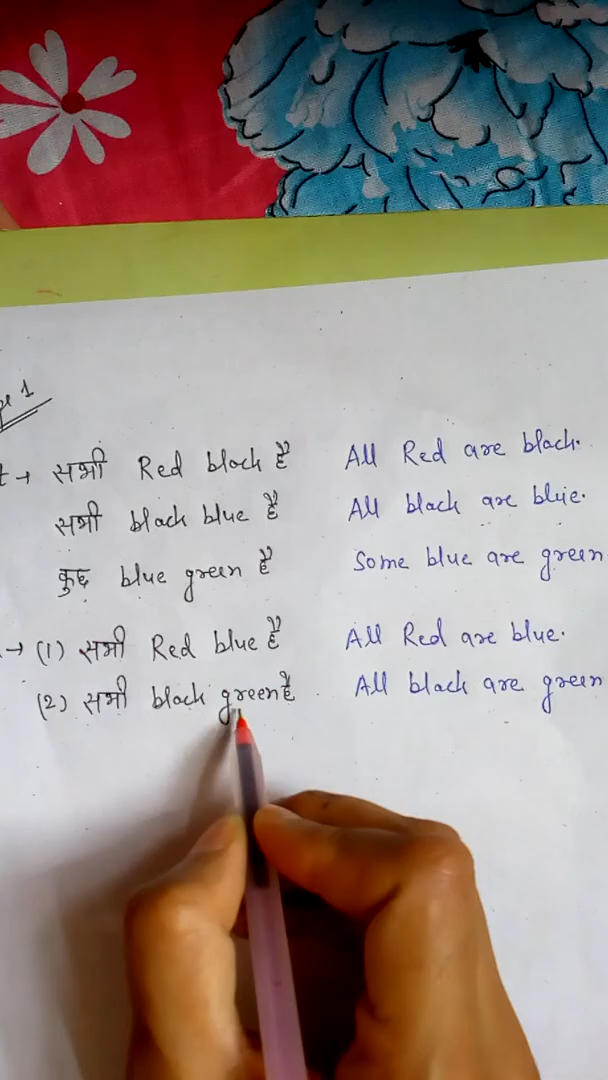 1
→ सभी Red black है All Red are black.
सभी black blue है All black are blue.
कुछ blue green है Some blue are green
→ (1) सभी Red blue है All Red are blue.
(2) सभी black green है All black are green